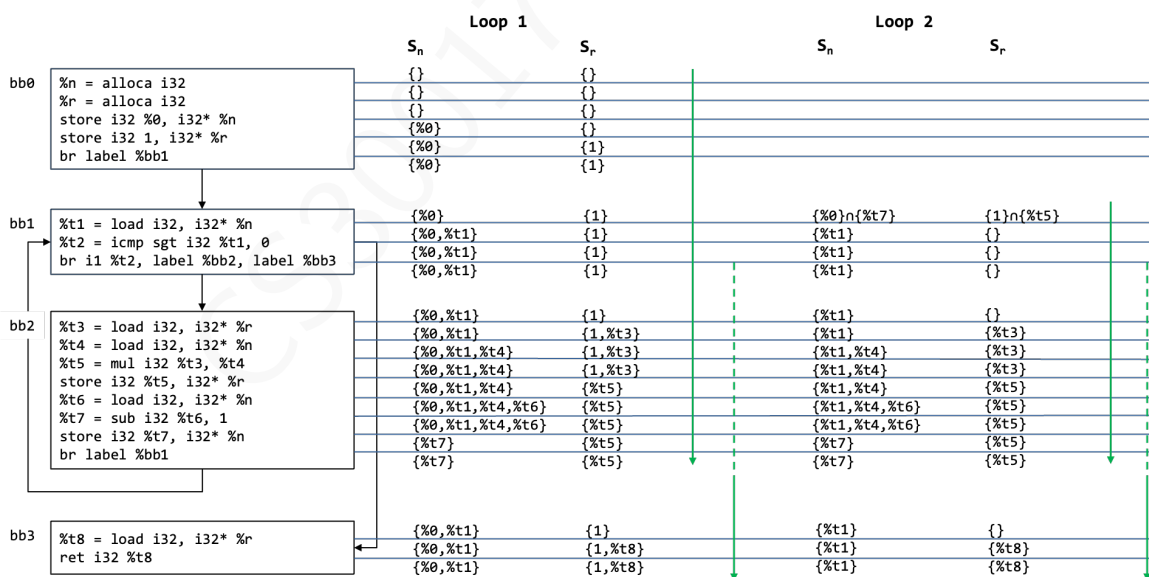 Loop 1 Loop 2
Sn Sr Sn Sr
{} {}
bb0 %n = alloca i32
{} {}
%r = alloca i32
{} {}
store i32 %0, i32* %n
{%0} {}
store i32 1, i32* %r
{%0} {1}
br label %bb1
{%0} {1}
{%0} {1} {%0}∩{%t7} {1}∩{%t5}
bb1 %t1 = load i32, i32* %n
{%0,%t1} {1} {%t1} {}
%t2 = icmp sgt i32 %t1, 0
{%0,%t1} {1} {%t1} {}
br i1 %t2, label %bb2, label %bb3
{%0,%t1} {1} {%t1} {}
{%0,%t1} {1} {%t1} {}
bb2 %t3 = load i32, i32* %r
{%0,%t1} {1,%t3} {%t1} {%t3}
%t4 = load i32, i32* %n
{%0,%t1,%t4} {1,%t3} {%t1,%t4} {%t3}
%t5 = mul i32 %t3, %t4
{%0,%t1,%t4} {1,%t3} {%t1,%t4} {%t3}
store i32 %t5, i32* %r
{%0,%t1,%t4} {%t5} {%t1,%t4} {%t5}
%t6 = load i32, i32* %n
{%0,%t1,%t4,%t6} {%t5} {%t1,%t4,%t6} {%t5}
%t7 = sub i32 %t6, 1
{%0,%t1,%t4,%t6} {%t5} {%t1,%t4,%t6} {%t5}
store i32 %t7, i32* %n
{%t7} {%t5} {%t7} {%t5}
br label %bb1
{%t7} {%t5} {%t7} {%t5}
{%0,%t1} {1} {%t1} {}
bb3 %t8 = load i32, i32* %r
{%0,%t1} {1,%t8} {%t1} {%t8}
ret i32 %t8
{%0,%t1} {1,%t8} {%t1} {%t8}